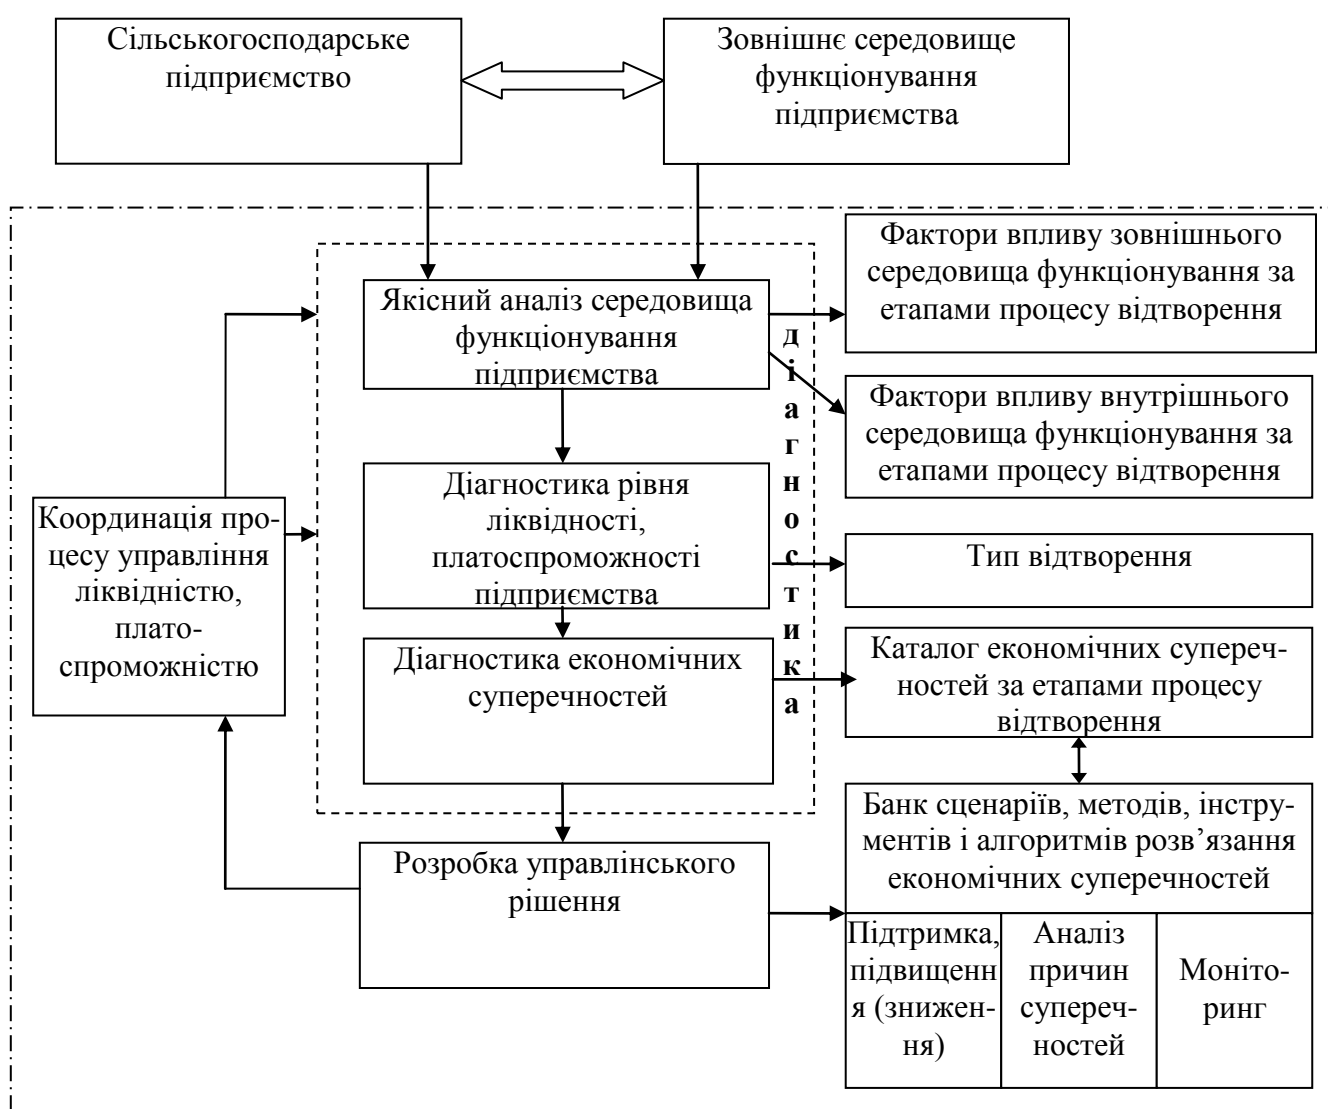 Сільськогосподарське
підприємство
Зовнішнє середовище
функціонування
підприємства
Якісний аналіз середовища
функціонування
підприємства
Фактори впливу зовнішнього
середовища функціонування за
етапами процесу відтворення
Фактори впливу внутрішнього
середовища функціонування за
етапами процесу відтворення
д
і
а
г
н
о
с
т
и
к
а
Координація про-
цесу управління
ліквідністю,
плато-
спроможністю
Діагностика рівня
ліквідності,
платоспроможності
підприємства
Тип відтворення
Діагностика економічних
суперечностей
Каталог економічних супереч-
ностей за етапами процесу
відтворення
Розробка управлінського
рішення
Банк сценаріїв, методів, інстру-
ментів і алгоритмів розв’язання
економічних суперечностей
Підтримка,
підвищенн
я (знижен-
ня)
Аналіз
причин
супереч-
ностей
Моніто-
ринг